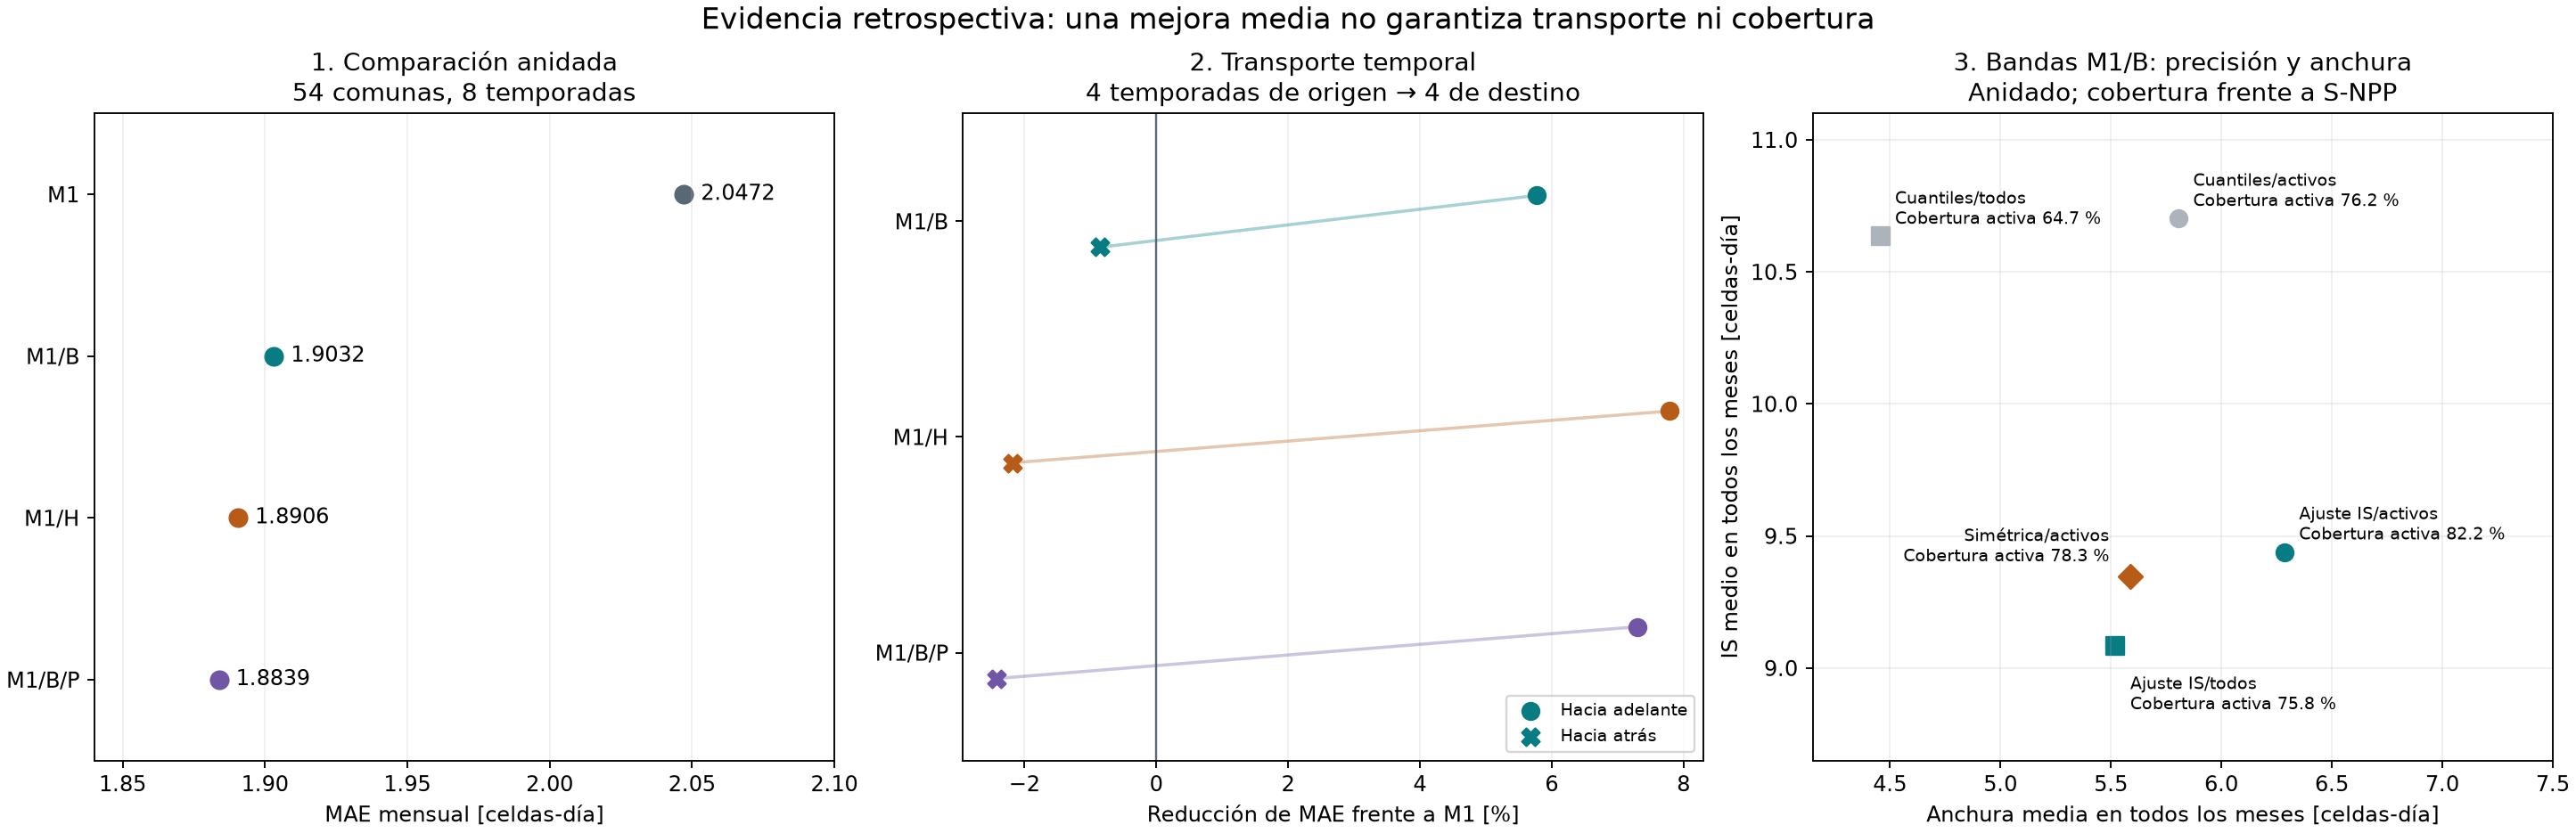 Evidencia retrospectiva: una mejora media no garantiza transporte ni cobertura
1. Comparación anidada
54 comunas, 8 temporadas
M1
M1/B
M1/H
M1/B/P
2.0472
1.9032
1.8906
1.8839
1.85
1.90
1.95
2.00
2.05
2.10
MAE mensual [celdas-día]
2. Transporte temporal
4 temporadas de origen → 4 de destino
M1/B
M1/H
M1/B/P
Hacia adelante
Hacia atrás
−2
0
2
4
6
8
Reducción de MAE frente a M1 [%]
3. Bandas M1/B: precisión y anchura
Anidado; cobertura frente a S-NPP
IS medio en todos los meses [celdas-día]
11.0
10.5
10.0
9.5
9.0
Cuantiles/todos
Cobertura activa 64.7 %
Cuantiles/activos
Cobertura activa 76.2 %
Simétrica/activos
Cobertura activa 78.3 %
Ajuste IS/activos
Cobertura activa 82.2 %
Ajuste IS/todos
Cobertura activa 75.8 %
4.5
5.0
5.5
6.0
6.5
7.0
7.5
Anchura media en todos los meses [celdas-día]